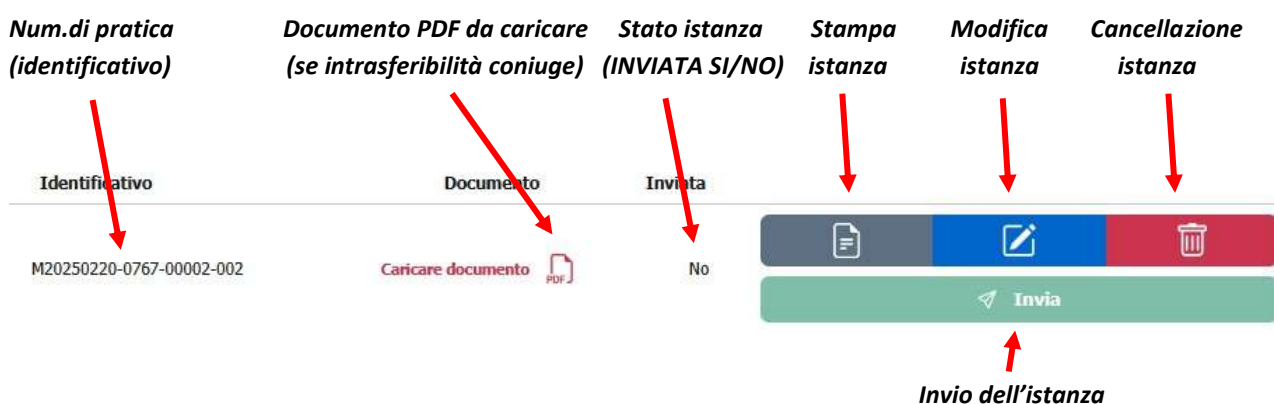 Num.di pratica Documento PDF da caricare Stato istanza Stampa Modifica Cancellazione
(identificativo) (se intrasferibilità coniuge) (INVIATA SI/NO) istanza istanza istanza
Identificativo Documento Inviata
M20250220-0767-00002-002 Caricare documento PDF No
Invia
Invio dell’istanza